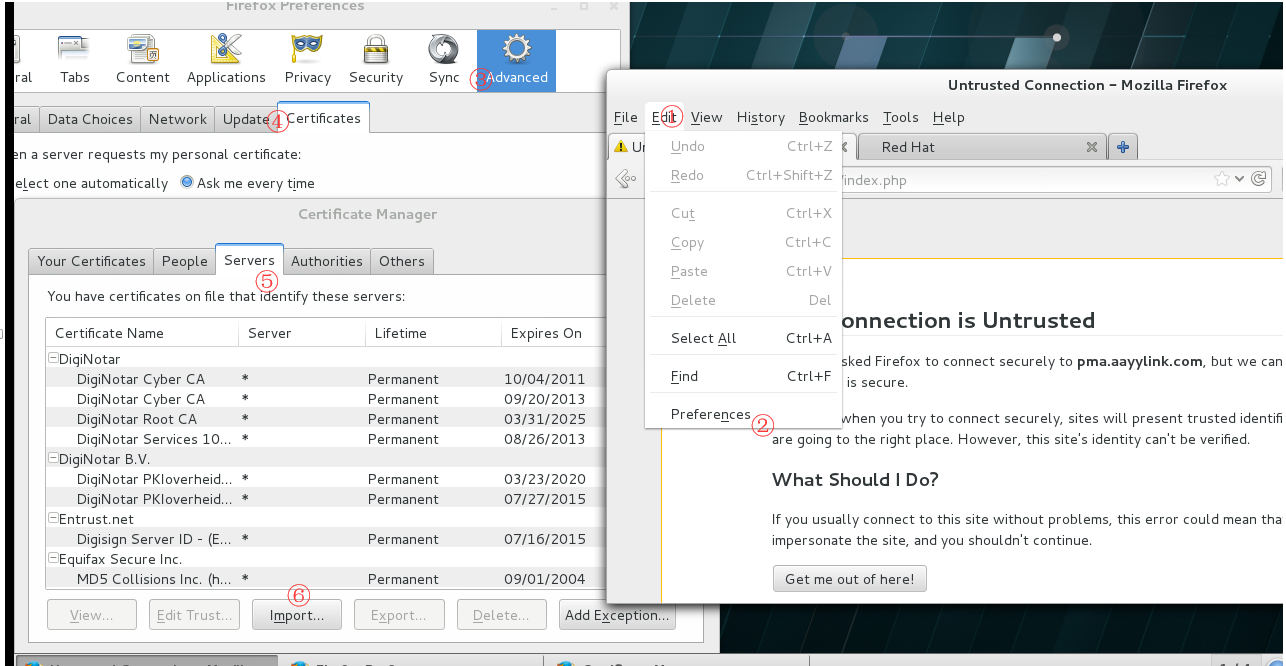 Firefox Preferences
ral Tabs Content Applications Privacy Security Sync ③ Advanced
ral Data Choices Network Update ④ Certificates
en a server requests my personal certificate:
elect one automatically Ask me every time
Certificate Manager
Your Certificates People Servers Authorities Others
⑤
You have certificates on file that identify these servers:
Certificate Name Server Lifetime Expires On
DigiNotar
DigiNotar Cyber CA * Permanent 10/04/2011
DigiNotar Cyber CA * Permanent 09/20/2013
DigiNotar Root CA * Permanent 03/31/2025
DigiNotar Services 10... * Permanent 08/26/2013
DigiNotar B.V.
DigiNotar PKIoverheid... * Permanent 03/23/2020
DigiNotar PKIoverheid... * Permanent 07/27/2015
Entrust.net
Digisign Server ID - (E... * Permanent 07/16/2015
Equifax Secure Inc.
MD5 Collisions Inc. (h... * Permanent 09/01/2004
⑥
View... Edit Trust... Import... Export... Delete... Add Exception...
Untrusted Connection - Mozilla Firefox
File Edit ① View History Bookmarks Tools Help
Un Red Hat
/index.php
Undo Ctrl+Z
Redo Ctrl+Shift+Z
Cut Ctrl+X
Copy Ctrl+C
Paste Ctrl+V
Delete Del
Select All Ctrl+A
Find Ctrl+F
Preferences ②
onnection is Untrusted
sked Firefox to connect securely to pma.aayylink.com, but we can
is secure.
when you try to connect securely, sites will present trusted identifi
are going to the right place. However, this site's identity can't be verified.
What Should I Do?
If you usually connect to this site without problems, this error could mean tha
impersonate the site, and you shouldn't continue.
Get me out of here!